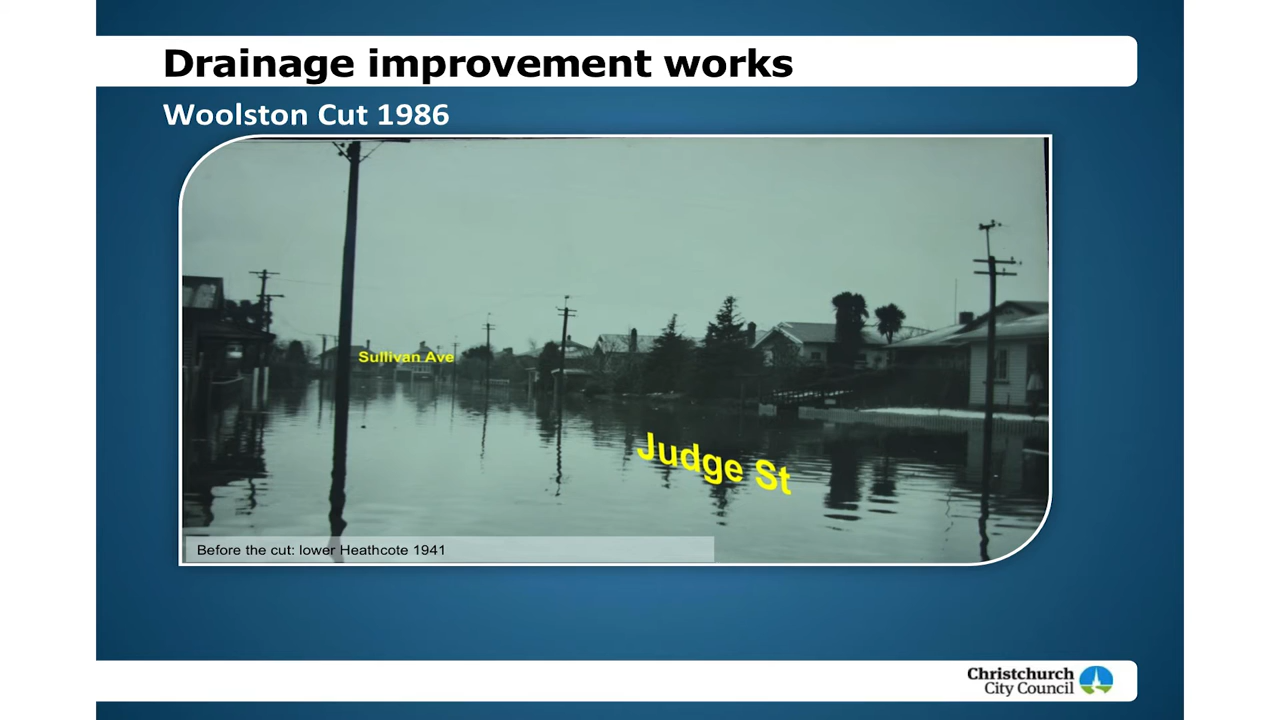 Drainage improvement works
Woolston Cut 1986
Sullivan Ave
Judge St
Before the cut: lower Heathcote 1941
Christchurch
City Council